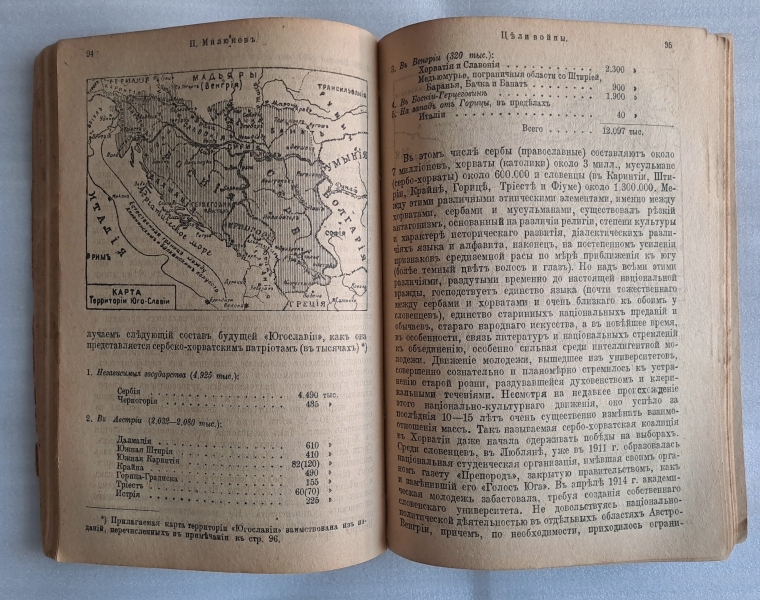 94
П. Милюковъ
МАДЬЯРЫ
(Венгрія)
ТРАНСИЛЬВАНІЯ
РУМЫНІЯ
БОЛГАРІЯ
СОФІЯ
ИТАЛІЯ
РИМЪ
Адріатическое море
ЧЕРНОГОРІЯ
ГРЕЦІЯ
КАРТА
Территоріи Юго-Славіи
лучаемъ слѣдующій составъ будущей «Югославіи», какъ она
представляется сербско-хорватскимъ патріотамъ (въ тысячахъ) *)
1. Независимыя государства (4,925 тыс.):
Сербія 4.490 тыс.
Черногорія 435 »
2. Въ Австріи (2,032—2,080 тыс.):
Далмація 610 »
Южная Штирія 410 »
Южная Каринтія 82(120) »
Крайна 490 »
Горица-Градиска 155 »
Тріестъ 60(70) »
Истрія 225 »
*) Прилагаемая карта территоріи «Югославіи» заимствована изъ из-
даній, перечисленныхъ въ примѣчаніи къ стр. 96.
Цѣли войны.
95
3. Въ Венгріи (320 тыс.):
Хорватія и Славонія 2.300 »
Медьюмурье, пограничныя области со Штиріей,
Баранья, Бачка и Банатъ 900 »
4. Въ Босніи-Герцеговинѣ 1.900 »
5. На западъ отъ Горицы, въ предѣлахъ
Италіи 40 »
Всего 12.097 тыс.
Въ этомъ числѣ сербы (православные) составляютъ около
7 милліоновъ, хорваты (католики) около 3 милл., мусульмане
(сербо-хорваты) около 600.000 и словенцы (въ Каринтіи, Шти-
ріи, Крайнѣ, Горицѣ, Тріестѣ и Фіуме) около 1.300.000. Ме-
жду этими различными этническими элементами, именно между
хорватами, сербами и мусульманами, существовалъ рѣзкій
антагонизмъ, основанный на различіи религіи, степени культуры
и характерѣ историческаго развитія, діалектическихъ разли-
чіяхъ языка и алфавита, наконецъ, на постепенномъ усиленіи
признаковъ средиземной расы по мѣрѣ приближенія къ югу
(болѣе темный цвѣтъ волосъ и глазъ). Но надъ всѣми этими
различіями, раздутыми временно до настоящей національной
вражды, господствуетъ единство языка (почти тожественнаго
между сербами и хорватами и очень близкаго къ обоимъ у
словенцевъ), единство старинныхъ національныхъ преданій и
обычаевъ, стараго народнаго искусства, а въ новѣйшее время,
въ особенности, связь литературъ и національныхъ стремленій
къ объединенію, особенно сильная среди интеллигентной мо-
лодежи. Движеніе молодежи, вышедшее изъ университетовъ,
совершенно сознательно и планомѣрно стремилось къ устра-
ненію старой розни, раздувавшейся духовенствомъ и клери-
кальными теченіями. Несмотря на недавнее происхожденіе
этого національно-культурнаго движенія, оно успѣло за
послѣднія 10—15 лѣтъ очень существенно измѣнить взаимо-
отношенія массъ. Такъ называемая сербо-хорватская коалиція
въ Хорватіи даже начала одерживать побѣды на выборахъ.
Среди словенцевъ, въ Люблянѣ, уже въ 1911 г. образовалась
національная студенческая организація, имѣвшая своимъ орга-
номъ газету «Препородъ», закрытую правительствомъ, какъ
и замѣнившій его «Голосъ Юга». Въ апрѣлѣ 1914 г. академи-
ческая молодежь забастовала, требуя созданія собственнаго
словенскаго университета. Не довольствуясь національно-
политической дѣятельностью въ отдѣльныхъ областяхъ Австро-
Венгріи, причемъ, по необходимости, приходилось ограни-